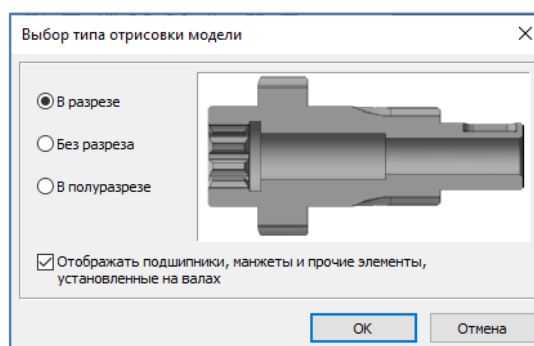 Выбор типа отрисовки модели
В разрезе
Без разреза
В полуразрезе
Отображать подшипники, манжеты и прочие элементы,
установленные на валах
OK
Отмена